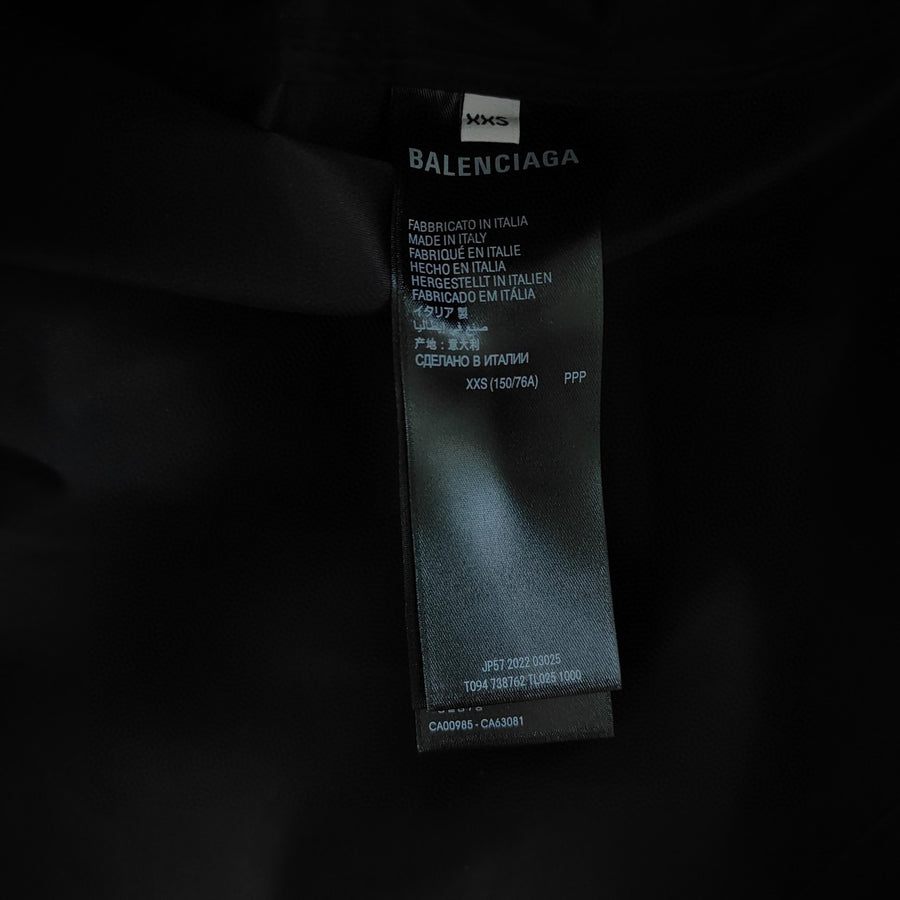 XXS
BALENCIAGA
FABBRICATO IN ITALIA
MADE IN ITALY
FABRIQUÉ EN ITALIE
HECHO EN ITALIA
HERGESTELLT IN ITALIEN
FABRICADO EM ITÁLIA
イタリア 製
صنع في إيطاليا
产地：意大利
СДЕЛАНО В ИТАЛИИ
XXS (150/76A) PPP
JP57 2022 03025
T094 738762 TL025 1000
CA00985 - CA63081